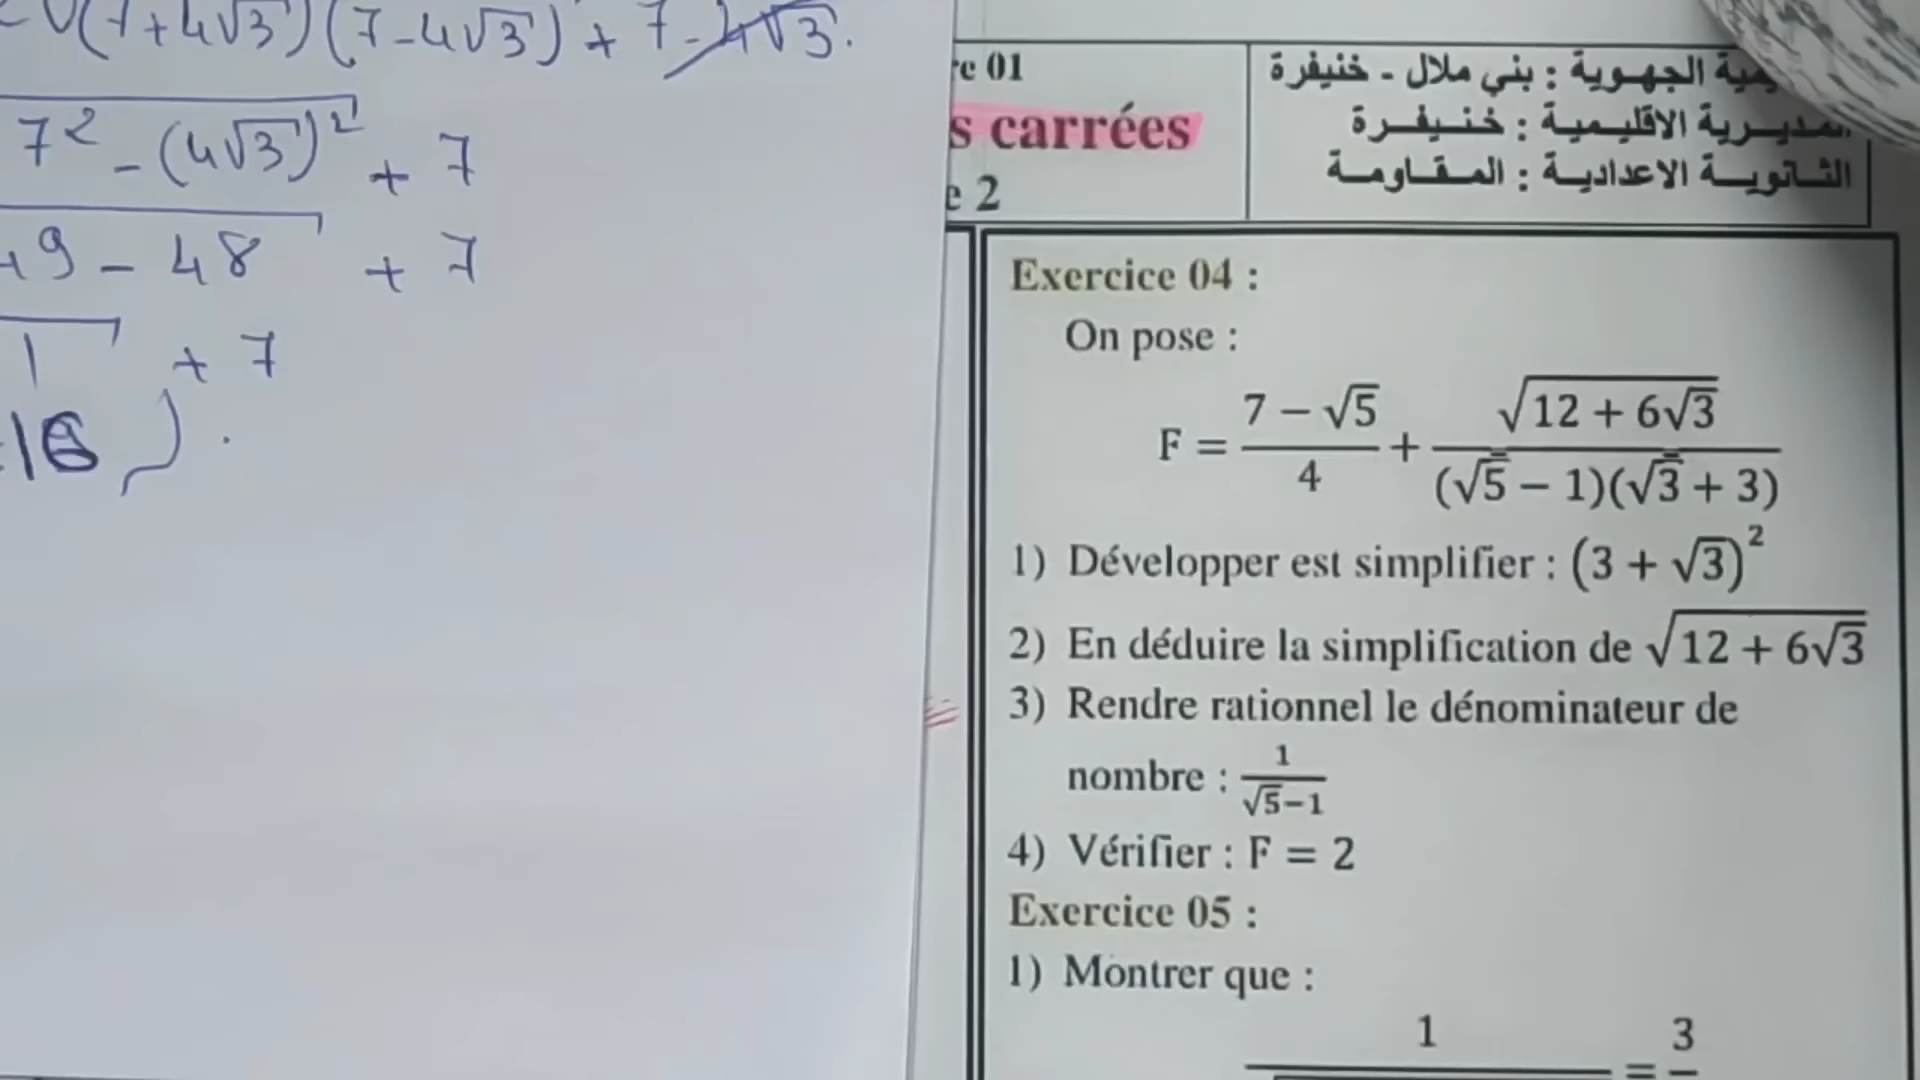 √(7+4√3)(7-4√3) + 7-4√3.
7² - (4√3)² + 7
49 - 48 + 7
1 + 7
16
01
s carrées
e 2
الجهوية : بني ملال - خنيفرة
المديرية الاقليمية : خنيفرة
الثانوية الاعدادية : المقاومة
Exercice 04 :
On pose :
F = (7 − √5)/4 + √(12 + 6√3)/((√5 − 1)(√3 + 3))
1) Développer est simplifier : (3 + √3)²
2) En déduire la simplification de √(12 + 6√3)
3) Rendre rationnel le dénominateur de
nombre : 1/(√5−1)
4) Vérifier : F = 2
Exercice 05 :
1) Montrer que :
1 = 3